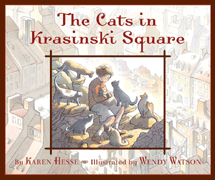 The Cats in
Krasinski Square
By Karen Hesse Illustrated by Wendy Watson